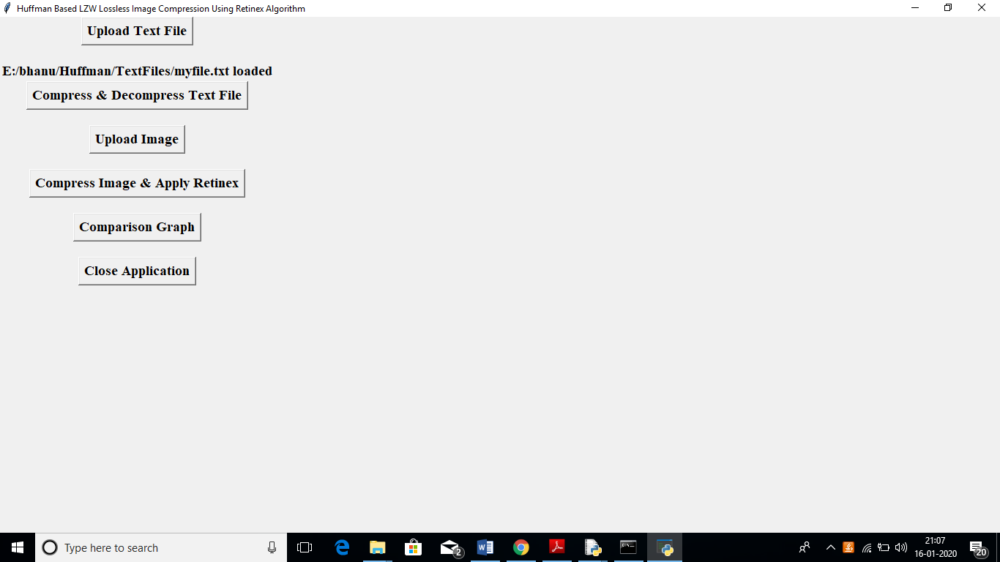 Huffman Based LZW Lossless Image Compression Using Retinex Algorithm
Upload Text File
E:/bhanu/Huffman/TextFiles/myfile.txt loaded
Compress & Decompress Text File
Upload Image
Compress Image & Apply Retinex
Comparison Graph
Close Application
Type here to search
2
21:07
16-01-2020
20